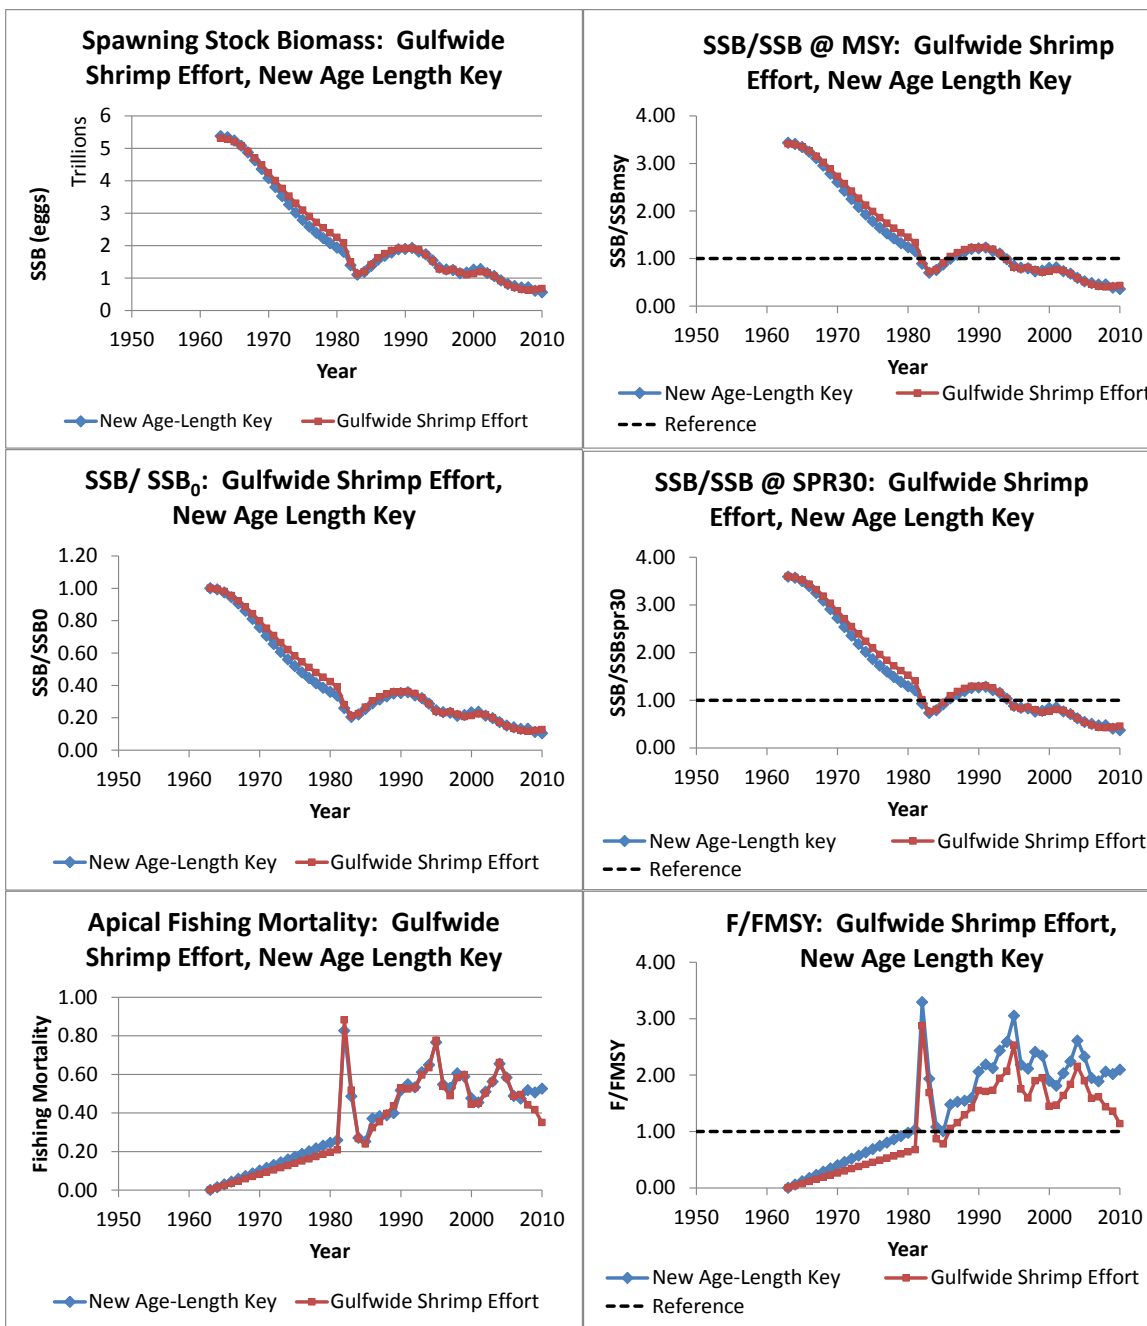 Spawning Stock Biomass:  Gulfwide
Shrimp Effort, New Age Length Key
SSB (eggs)
Trillions
6
5
4
3
2
1
0
1950 1960 1970 1980 1990 2000 2010
Year
New Age-Length Key Gulfwide Shrimp Effort
SSB/SSB @ MSY:  Gulfwide Shrimp
Effort, New Age Length Key
SSB/SSBmsy
4.00
3.00
2.00
1.00
0.00
1950 1960 1970 1980 1990 2000 2010
Year
New Age-Length Key Gulfwide Shrimp Effort
Reference
SSB/ SSB₀:  Gulfwide Shrimp Effort,
New Age Length Key
SSB/SSB0
1.20
1.00
0.80
0.60
0.40
0.20
0.00
1950 1960 1970 1980 1990 2000 2010
Year
New Age-Length Key Gulfwide Shrimp Effort
SSB/SSB @ SPR30:  Gulfwide Shrimp
Effort, New Age Length Key
SSB/SSBspr30
4.00
3.00
2.00
1.00
0.00
1950 1960 1970 1980 1990 2000 2010
Year
New Age-Length key Gulfwide Shrimp Effort
Reference
Apical Fishing Mortality:  Gulfwide
Shrimp Effort, New Age Length Key
Fishing Mortality
1.00
0.80
0.60
0.40
0.20
0.00
1950 1960 1970 1980 1990 2000 2010
Year
New Age-Length Key Gulfwide Shrimp Effort
F/FMSY:  Gulfwide Shrimp Effort,
New Age Length Key
F/FMSY
4.00
3.00
2.00
1.00
0.00
1950 1960 1970 1980 1990 2000 2010
Year
New Age-Length Key Gulfwide Shrimp Effort
Reference